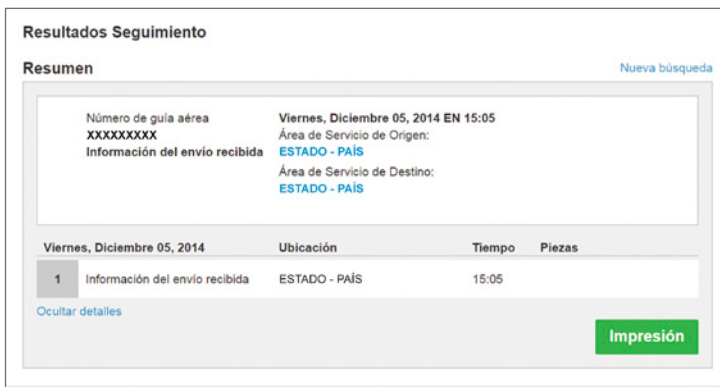 Resultados Seguimiento
Resumen
Nueva búsqueda
Número de guía aérea
XXXXXXXXX
Información del envío recibida
Viernes, Diciembre 05, 2014 EN 15:05
Área de Servicio de Origen:
ESTADO - PAÍS
Área de Servicio de Destino:
ESTADO - PAÍS
Viernes, Diciembre 05, 2014 Ubicación Tiempo Piezas
1 Información del envío recibida ESTADO - PAÍS 15:05
Ocultar detalles
Impresión